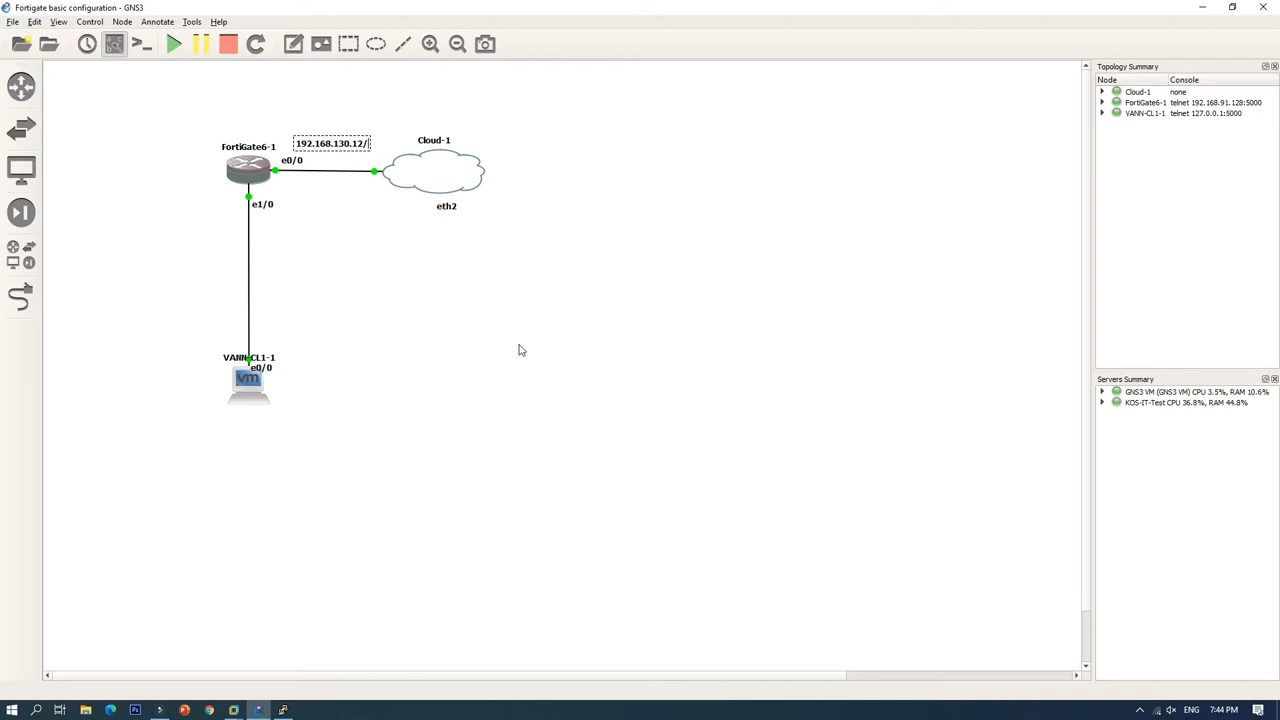 Fortigate basic configuration - GNS3
File Edit View Control Node Annotate Tools Help
Topology Summary
Node Console
Cloud-1 none
FortiGate6-1 telnet 192.168.91.128:5000
VANN-CL1-1 telnet 127.0.0.1:5000
192.168.130.12/
Cloud-1
FortiGate6-1
e0/0
e1/0
eth2
VANN-CL1-1
e0/0
vm
Servers Summary
GNS3 VM (GNS3 VM) CPU 3.5%, RAM 10.6%
KOS-IT-Test CPU 36.8%, RAM 44.8%
ENG 7:44 PM